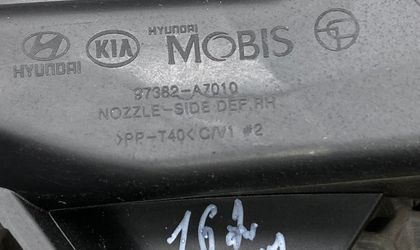 HYUNDAI KIA HYUNDAI MOBIS
97382-A7010
NOZZLE-SIDE DEF,RH
>PP-T40< C/V1 #2